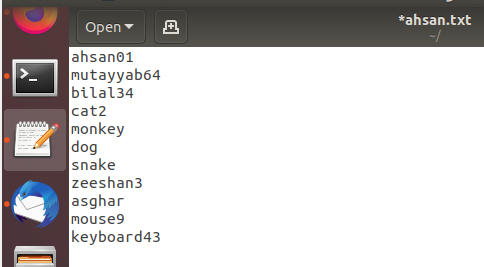 Open
*ahsan.txt
~/
ahsan01
mutayyab64
bilal34
cat2
monkey
dog
snake
zeeshan3
asghar
mouse9
keyboard43